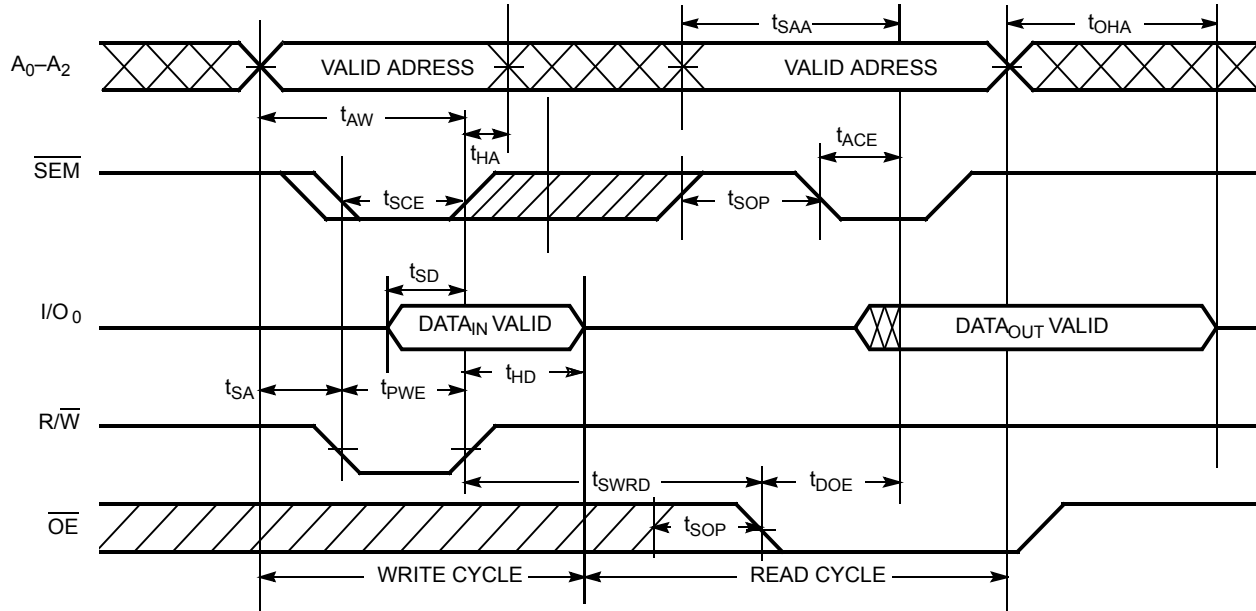 tSAA
tOHA
A0–A2
VALID ADRESS
VALID ADRESS
tAW
tHA
tACE
SEM
tSCE
tSOP
tSD
I/O 0
DATAIN VALID
DATAOUT VALID
tHD
tSA
tPWE
R/W
tSWRD
tDOE
OE
tSOP
WRITE CYCLE
READ CYCLE